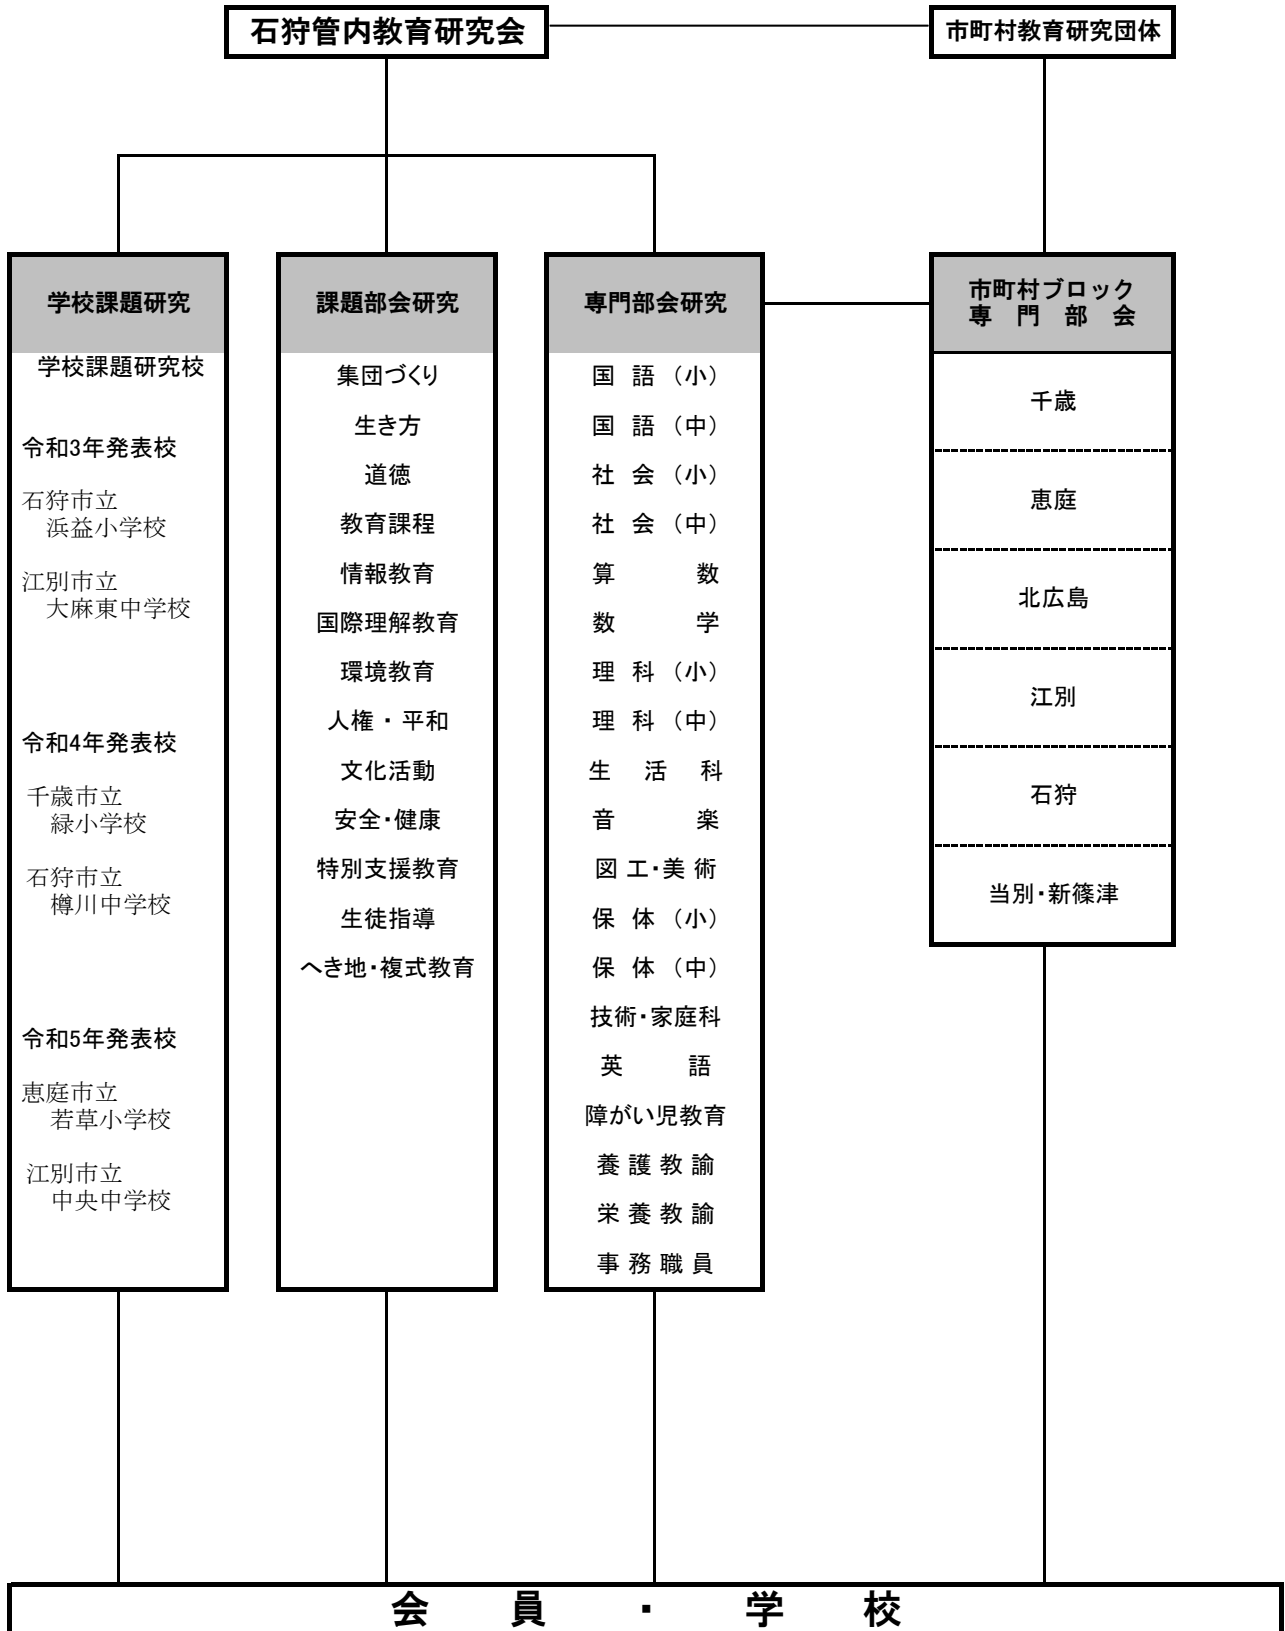 石狩管内教育研究会
市町村教育研究団体
学校課題研究
学校課題研究校
令和3年発表校
石狩市立
浜益小学校
江別市立
大麻東中学校
令和4年発表校
千歳市立
緑小学校
石狩市立
樽川中学校
令和5年発表校
恵庭市立
若草小学校
江別市立
中央中学校
課題部会研究
集団づくり
生き方
道徳
教育課程
情報教育
国際理解教育
環境教育
人権・平和
文化活動
安全・健康
特別支援教育
生徒指導
へき地・複式教育
専門部会研究
国 語 （小）
国 語 （中）
社 会 （小）
社 会 （中）
算 数
数 学
理 科 （小）
理 科 （中）
生 活 科
音 楽
図 工・美 術
保 体 （小）
保 体 （中）
技術・家庭科
英 語
障がい児教育
養 護 教 諭
栄 養 教 諭
事 務 職 員
市町村ブロック
専 門 部 会
千歳
恵庭
北広島
江別
石狩
当別・新篠津
会 員 ・ 学 校